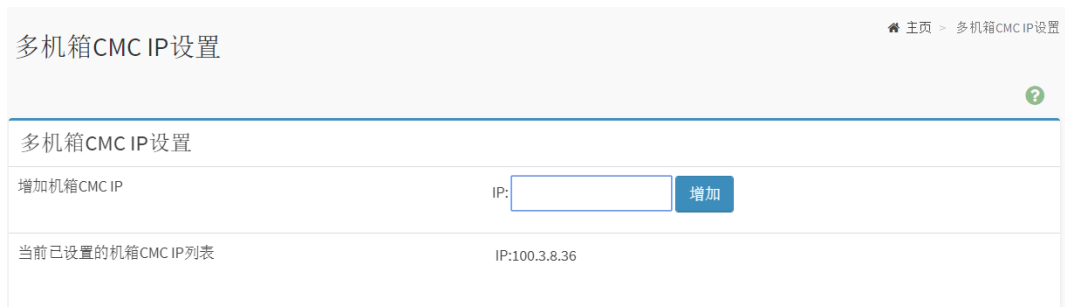 多机箱CMC IP设置
主页 > 多机箱CMC IP设置
?
多机箱CMC IP设置
增加机箱CMC IP
IP: 增加
当前已设置的机箱CMC IP列表
IP:100.3.8.36